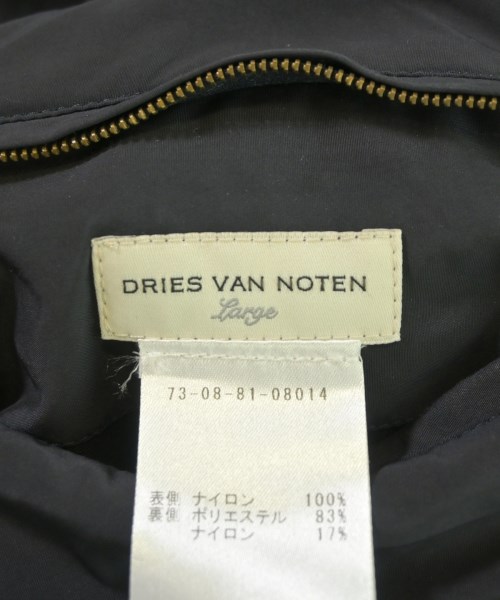 DRIES VAN NOTEN
Large
73-08-81-08014
表側 ナイロン 100%
裏側 ポリエステル 83%
ナイロン 17%